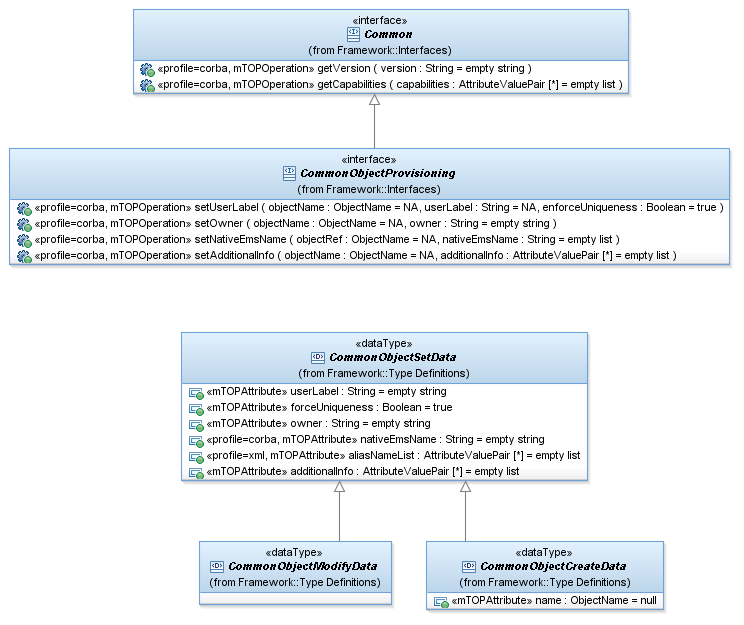 «interface»
Common
(from Framework::Interfaces)
«profile=corba, mTOPOperation» getVersion ( version : String = empty string )
«profile=corba, mTOPOperation» getCapabilities ( capabilities : AttributeValuePair [*] = empty list )
«interface»
CommonObjectProvisioning
(from Framework::Interfaces)
«profile=corba, mTOPOperation» setUserLabel ( objectName : ObjectName = NA, userLabel : String = NA, enforceUniqueness : Boolean = true )
«profile=corba, mTOPOperation» setOwner ( objectName : ObjectName = NA, owner : String = empty string )
«profile=corba, mTOPOperation» setNativeEmsName ( objectRef : ObjectName = NA, nativeEmsName : String = empty list )
«profile=corba, mTOPOperation» setAdditionalInfo ( objectName : ObjectName = NA, additionalInfo : AttributeValuePair [*] = empty list )
«dataType»
CommonObjectSetData
(from Framework::Type Definitions)
«mTOPAttribute» userLabel : String = empty string
«mTOPAttribute» forceUniqueness : Boolean = true
«mTOPAttribute» owner : String = empty string
«profile=corba, mTOPAttribute» nativeEmsName : String = empty string
«profile=xml, mTOPAttribute» aliasNameList : AttributeValuePair [*] = empty list
«mTOPAttribute» additionalInfo : AttributeValuePair [*] = empty list
«dataType»
CommonObjectModifyData
(from Framework::Type Definitions)
«dataType»
CommonObjectCreateData
(from Framework::Type Definitions)
«mTOPAttribute» name : ObjectName = null